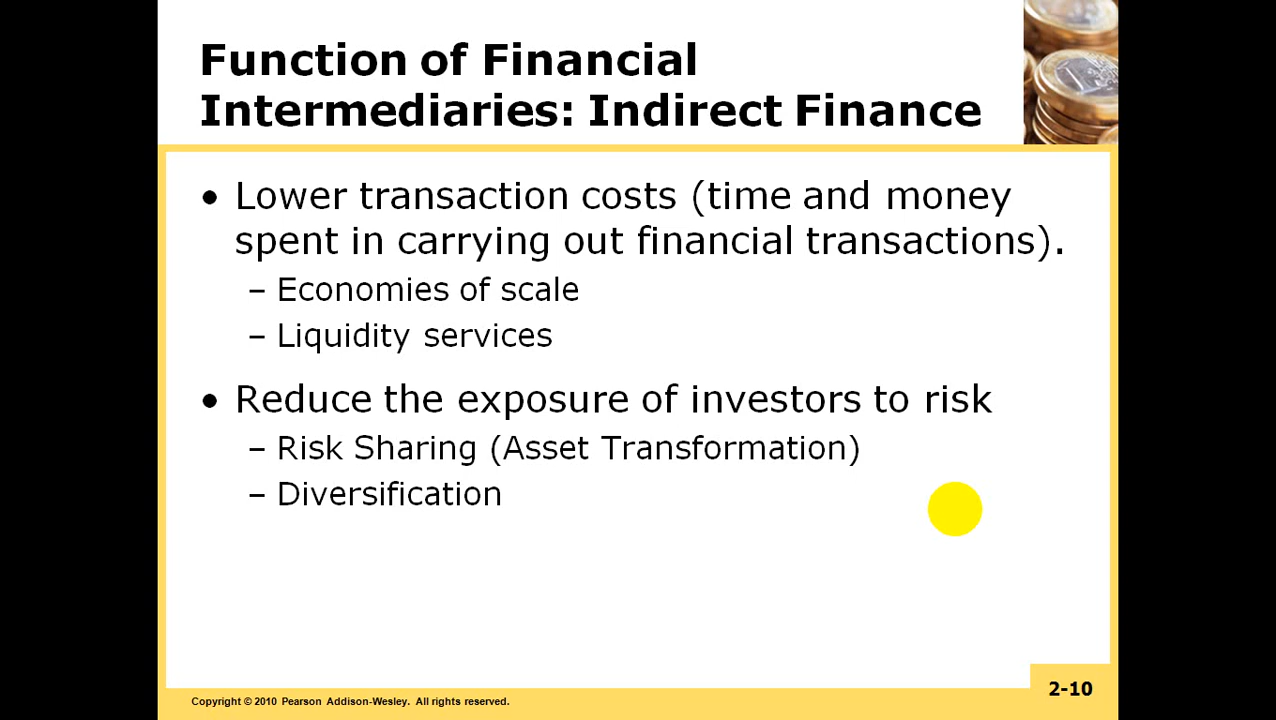 Function of Financial
Intermediaries: Indirect Finance
• Lower transaction costs (time and money
spent in carrying out financial transactions).
– Economies of scale
– Liquidity services
• Reduce the exposure of investors to risk
– Risk Sharing (Asset Transformation)
– Diversification
Copyright © 2010 Pearson Addison-Wesley. All rights reserved.
2-10